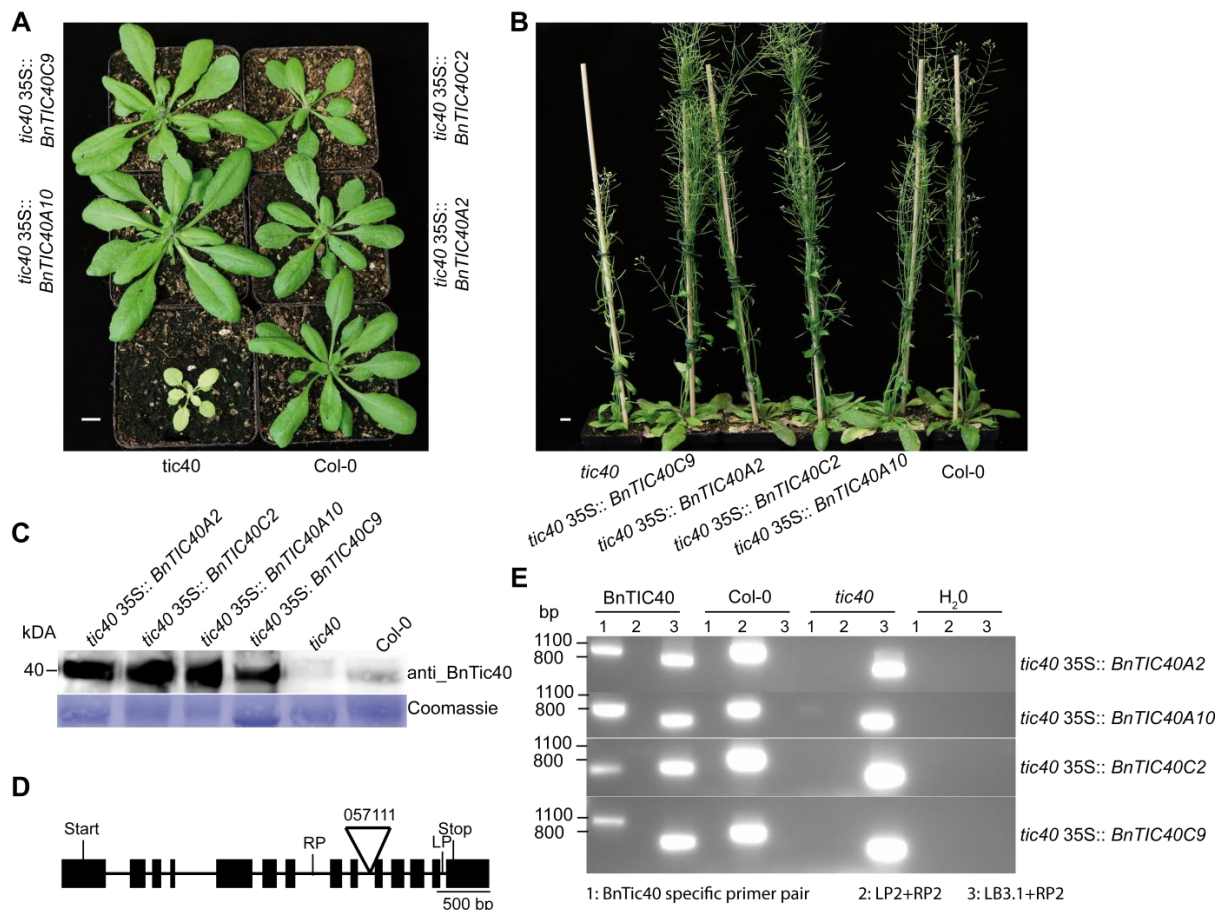 A
tic40 35S::
BnTIC40C9
tic40 35S::
BnTIC40C2
tic40 35S::
BnTIC40A10
tic40 35S::
BnTIC40A2
tic40
Col-0
B
tic40
tic40 35S:: BnTIC40C9
tic40 35S:: BnTIC40A2
tic40 35S:: BnTIC40C2
tic40 35S:: BnTIC40A10
Col-0
C
tic40 35S:: BnTIC40A2
tic40 35S:: BnTIC40C2
tic40 35S:: BnTIC40A10
tic40 35S: BnTIC40C9
tic40
Col-0
kDA
40
anti_BnTic40
Coomassie
D
Start
RP
057111
LP
Stop
500 bp
E
bp
BnTIC40 Col-0 tic40 H20
1 2 3 1 2 3 1 2 3 1 2 3
1100
800
tic40 35S:: BnTIC40A2
1100
800
tic40 35S:: BnTIC40A10
1100
800
tic40 35S:: BnTIC40C2
1100
800
tic40 35S:: BnTIC40C9
1: BnTic40 specific primer pair 2: LP2+RP2 3: LB3.1+RP2